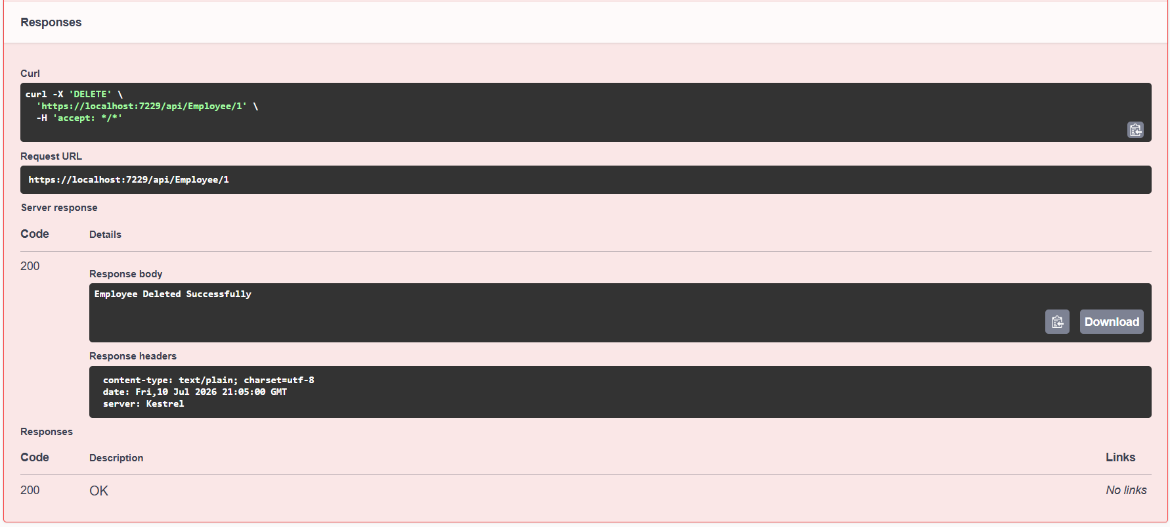 Responses
Curl
curl -X 'DELETE' \
'https://localhost:7229/api/Employee/1' \
-H 'accept: */*'
Request URL
https://localhost:7229/api/Employee/1
Server response
Code Details
200
Response body
Employee Deleted Successfully
Download
Response headers
content-type: text/plain; charset=utf-8
date: Fri,10 Jul 2026 21:05:00 GMT
server: Kestrel
Responses
Code Description Links
200 OK No links